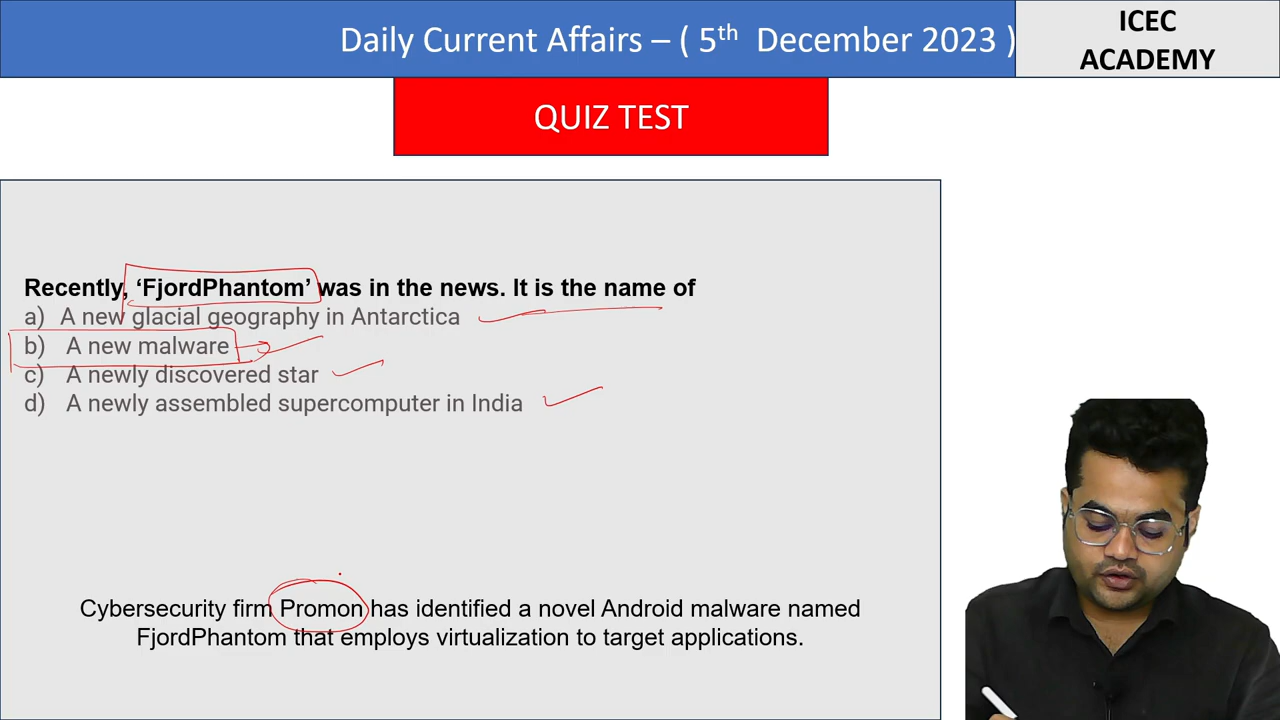 Daily Current Affairs – ( 5th December 2023 )
ICEC
ACADEMY
QUIZ TEST
Recently, ‘FjordPhantom’ was in the news. It is the name of
a) A new glacial geography in Antarctica
b) A new malware
c) A newly discovered star
d) A newly assembled supercomputer in India
Cybersecurity firm Promon has identified a novel Android malware named
FjordPhantom that employs virtualization to target applications.